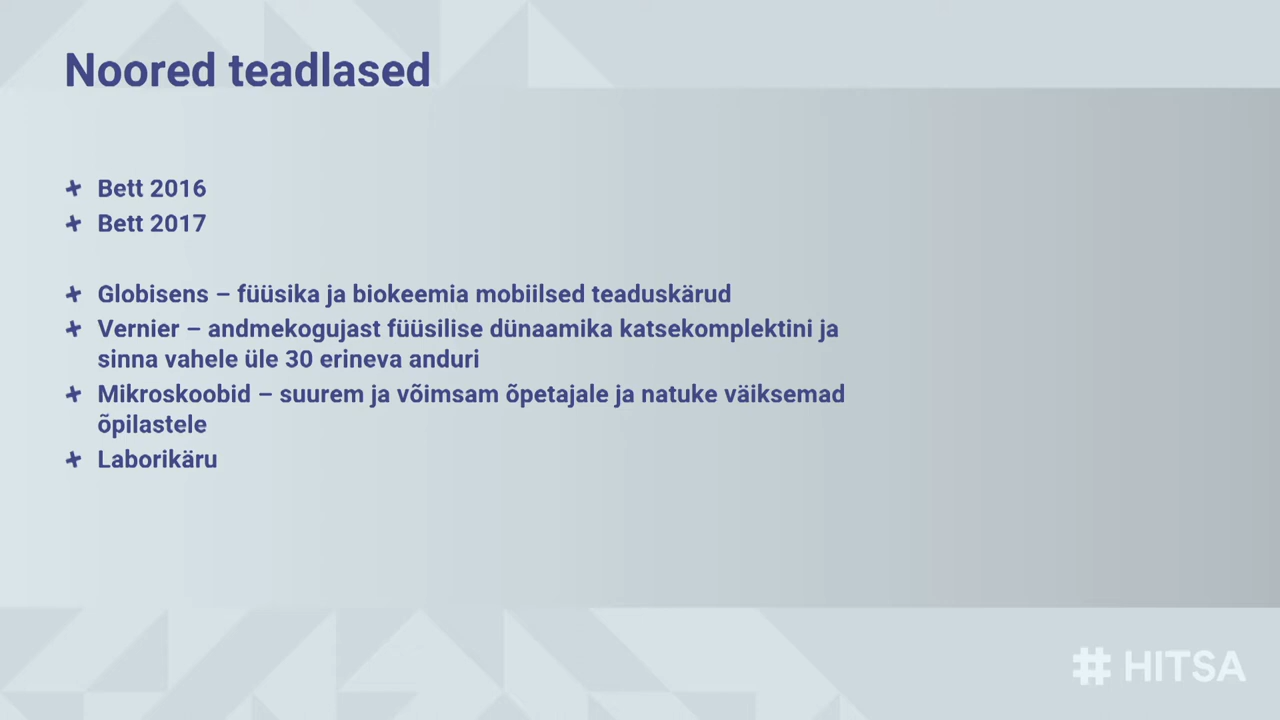 Noored teadlased
Bett 2016
Bett 2017
Globisens – füüsika ja biokeemia mobiilsed teaduskärud
Vernier – andmekogujast füüsilise dünaamika katsekomplektini ja
sinna vahele üle 30 erineva anduri
Mikroskoobid – suurem ja võimsam õpetajale ja natuke väiksemad
õpilastele
Laborikäru
# HITSA